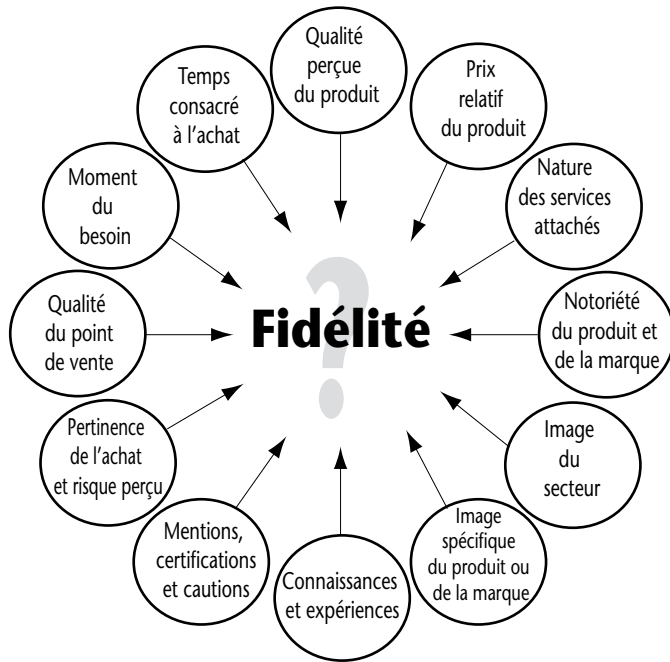 Qualité
perçue
du produit
Prix
relatif
du produit
Nature
des services
attachés
Notoriété
du produit et
de la marque
Image
du
secteur
Image
spécifique
du produit ou
de la marque
Connaissances
et expériences
Mentions,
certifications
et cautions
Pertinence
de l'achat
et risque perçu
Qualité
du point
de vente
Moment
du
besoin
Temps
consacré
à l'achat
?
Fidélité